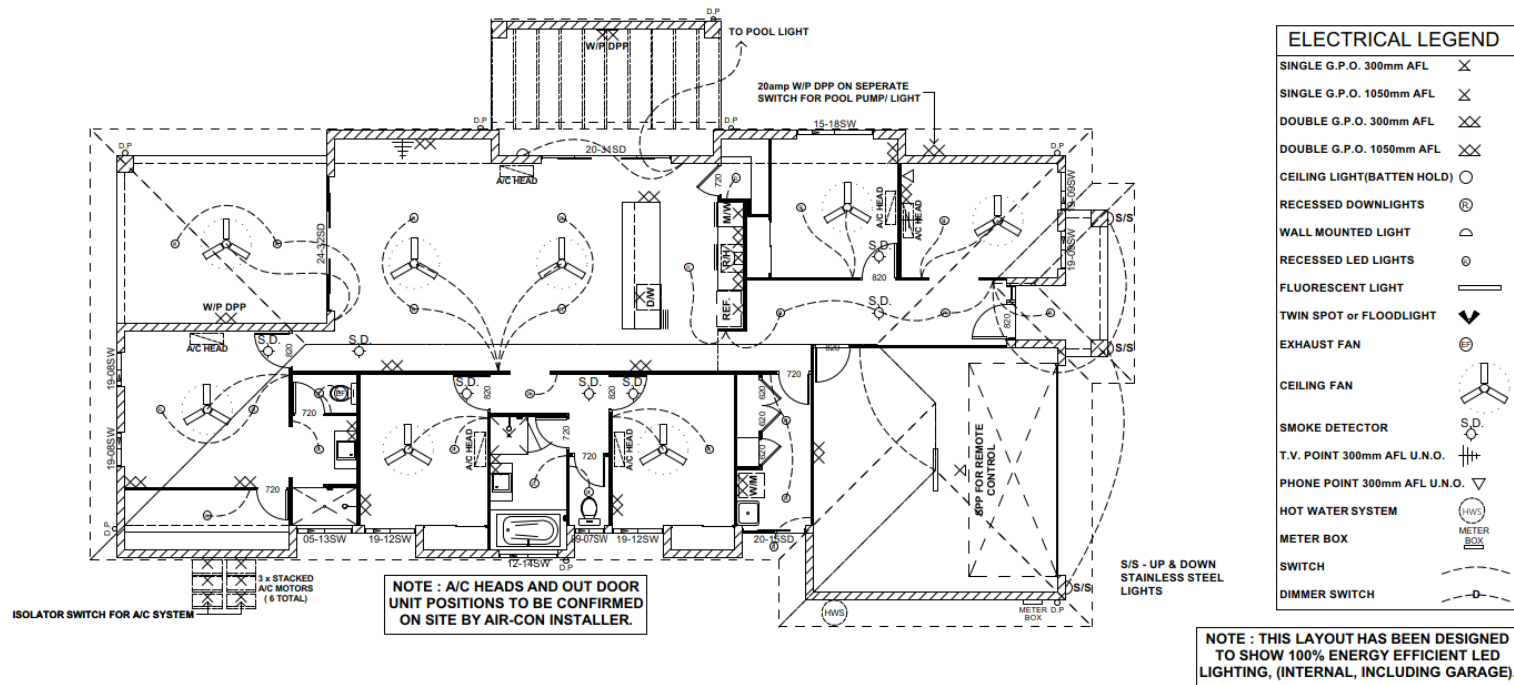 D.P
TO POOL LIGHT
W/P DPP
20amp W/P DPP ON SEPERATE
SWITCH FOR POOL PUMP/ LIGHT
D.P
D.P
15-18SW
D.P
D.P
20-31SD
A/C HEAD
720
M/W
A/C HEAD
A/C HEAD
19-09SW
S/S
24-32SD
S.D.
820
19-09SW
R/H
D/W
REF.
S.D.
820
W/P DPP
A/C HEAD
S.D.
820
S.D.
820
S/S
19-08SW
S.D.
820
S.D.
S.D.
820
720
620
EF
720
720
620
A/C HEAD
A/C HEAD
620
19-08SW
720
720
W/M
SPP FOR REMOTE
CONTROL
D.P
05-13SW
19-12SW
09-07SW
19-12SW
20-15SD
12-14SW
D.P
3 x STACKED
A/C MOTORS
( 6 TOTAL)
ISOLATOR SWITCH FOR A/C SYSTEM
NOTE : A/C HEADS AND OUT DOOR
UNIT POSITIONS TO BE CONFIRMED
ON SITE BY AIR-CON INSTALLER.
HWS
METER
BOX
D.P
S/S
S/S - UP & DOWN
STAINLESS STEEL
LIGHTS
ELECTRICAL LEGEND
SINGLE G.P.O. 300mm AFL
SINGLE G.P.O. 1050mm AFL
DOUBLE G.P.O. 300mm AFL
DOUBLE G.P.O. 1050mm AFL
CEILING LIGHT(BATTEN HOLD)
RECESSED DOWNLIGHTS R
WALL MOUNTED LIGHT
RECESSED LED LIGHTS
FLUORESCENT LIGHT
TWIN SPOT or FLOODLIGHT
EXHAUST FAN EF
CEILING FAN
SMOKE DETECTOR S.D.
T.V. POINT 300mm AFL U.N.O.
PHONE POINT 300mm AFL U.N.O.
HOT WATER SYSTEM HWS
METER BOX METER BOX
SWITCH
DIMMER SWITCH D
NOTE : THIS LAYOUT HAS BEEN DESIGNED
TO SHOW 100% ENERGY EFFICIENT LED
LIGHTING, (INTERNAL, INCLUDING GARAGE).